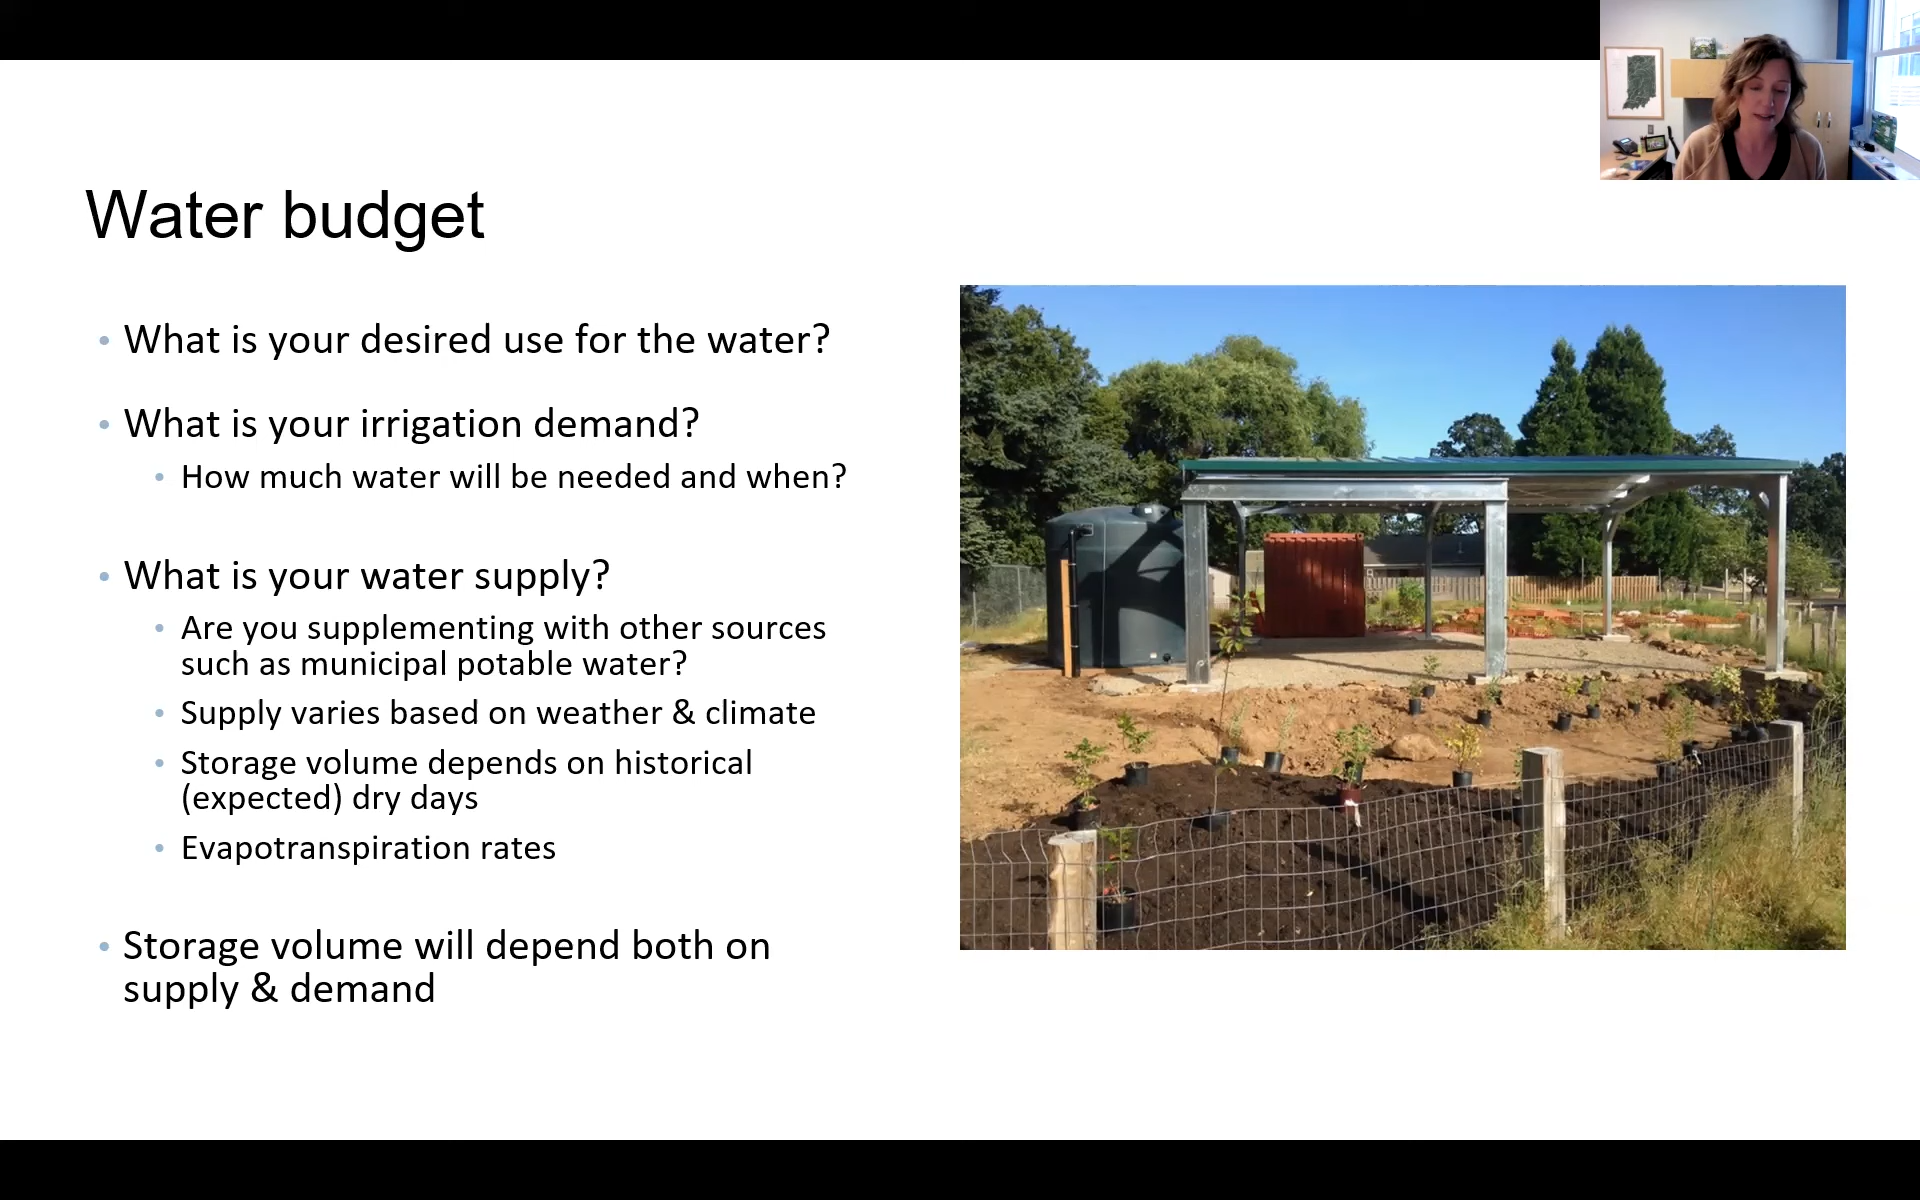 Water budget
What is your desired use for the water?
What is your irrigation demand?
How much water will be needed and when?
What is your water supply?
Are you supplementing with other sources
such as municipal potable water?
Supply varies based on weather & climate
Storage volume depends on historical
(expected) dry days
Evapotranspiration rates
Storage volume will depend both on
supply & demand